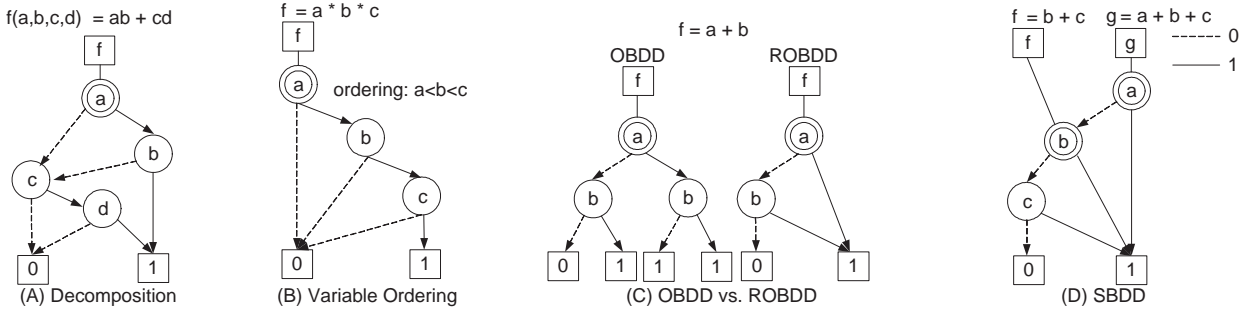 f(a,b,c,d) = ab + cd
f
a
b
c
d
0
1
(A) Decomposition
f = a * b * c
f
a
ordering: a<b<c
b
c
0
1
(B) Variable Ordering
f = a + b
OBDD
ROBDD
f
f
a
a
b
b
b
0
1
1
1
0
1
(C) OBDD vs. ROBDD
f = b + c
g = a + b + c
f
g
0
1
a
b
c
0
1
(D) SBDD